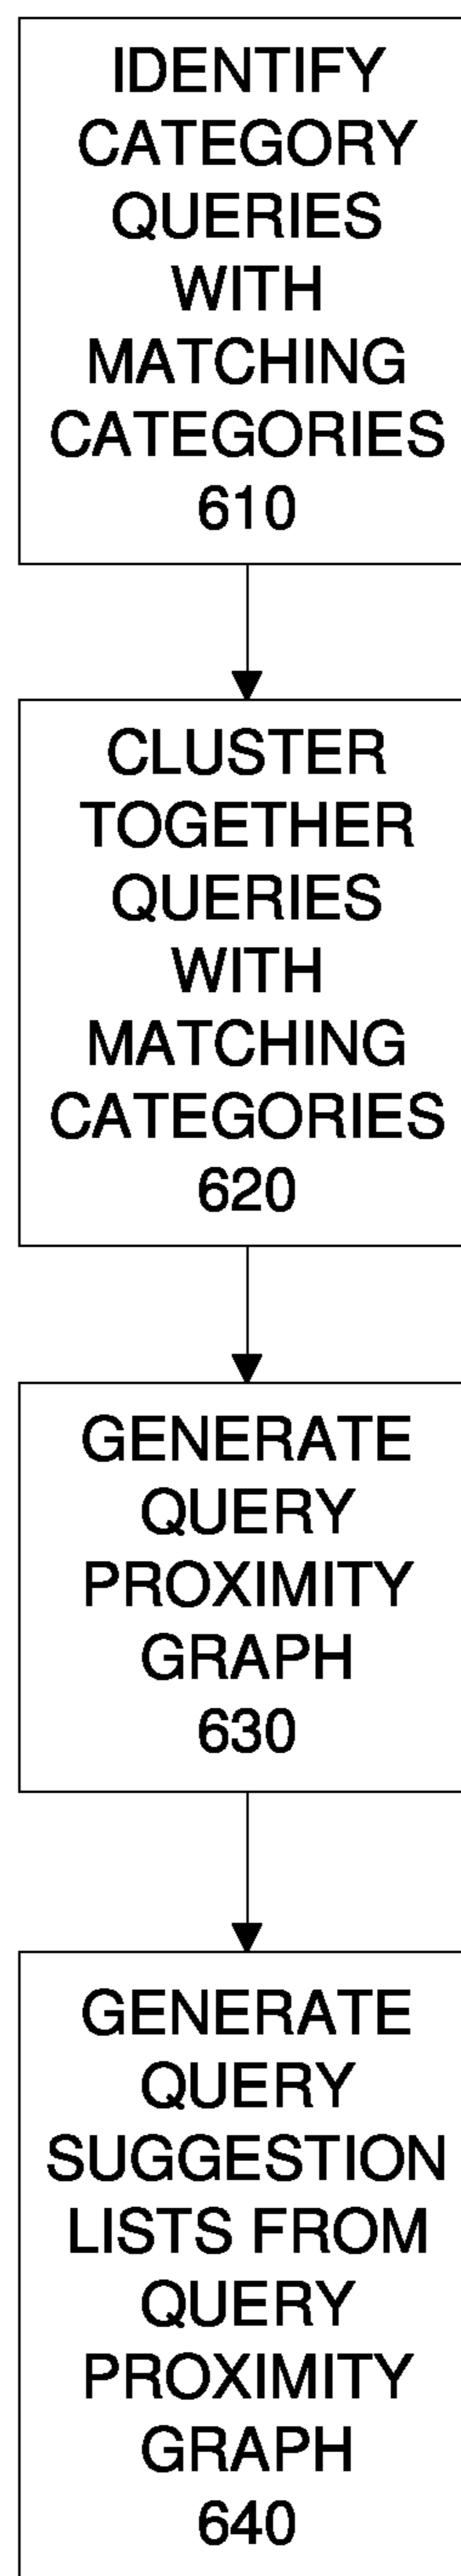 IDENTIFY
CATEGORY
QUERIES
WITH
MATCHING
CATEGORIES
610
CLUSTER
TOGETHER
QUERIES
WITH
MATCHING
CATEGORIES
620
GENERATE
QUERY
PROXIMITY
GRAPH
630
GENERATE
QUERY
SUGGESTION
LISTS FROM
QUERY
PROXIMITY
GRAPH
640